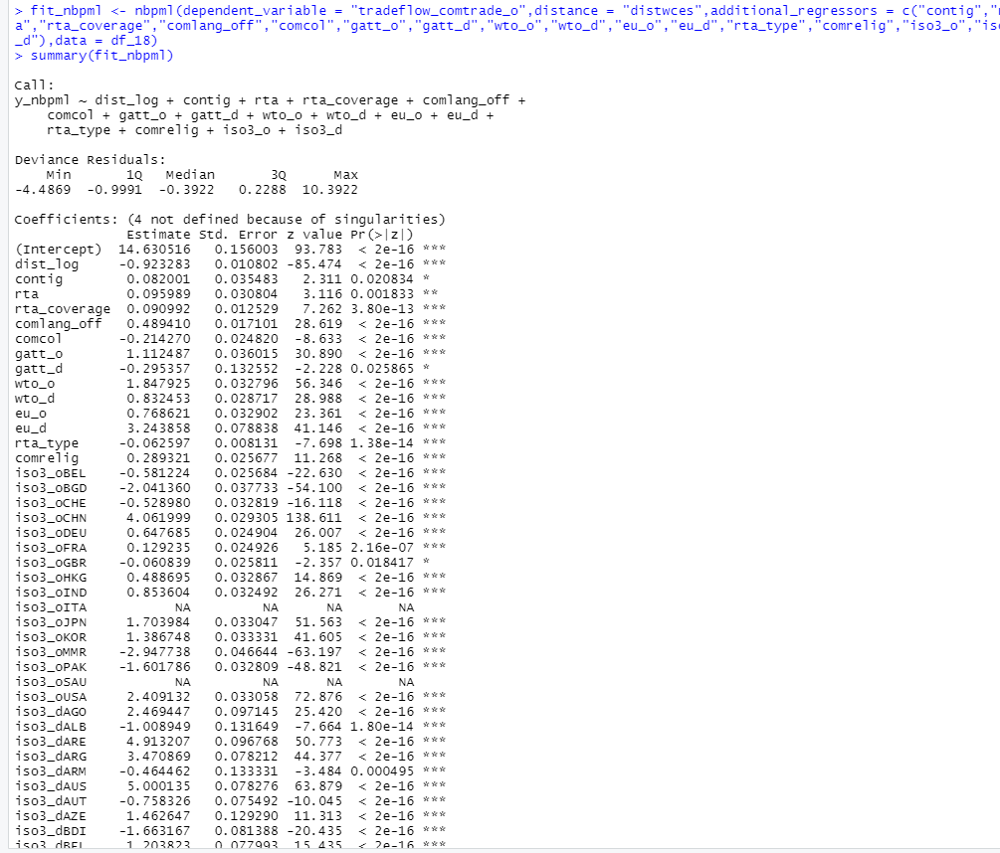 > fit_nbpml <- nbpml(dependent_variable = "tradeflow_comtrade_o",distance = "distwces",additional_regressors = c("contig","
a","rta_coverage","comlang_off","comcol","gatt_o","gatt_d","wto_o","wto_d","eu_o","eu_d","rta_type","comrelig","iso3_o","iso
_d"),data = df_18)
> summary(fit_nbpml)
Call:
y_nbpml ~ dist_log + contig + rta + rta_coverage + comlang_off +
    comcol + gatt_o + gatt_d + wto_o + wto_d + eu_o + eu_d +
    rta_type + comrelig + iso3_o + iso3_d
Deviance Residuals:
    Min       1Q   Median       3Q      Max
-4.4869  -0.9991  -0.3922   0.2288  10.3922
Coefficients: (4 not defined because of singularities)
              Estimate Std. Error z value Pr(>|z|)
(Intercept)  14.630516   0.156003  93.783  < 2e-16 ***
dist_log     -0.923283   0.010802 -85.474  < 2e-16 ***
contig        0.082001   0.035483   2.311 0.020834 *
rta           0.095989   0.030804   3.116 0.001833 **
rta_coverage  0.090992   0.012529   7.262 3.80e-13 ***
comlang_off   0.489410   0.017101  28.619  < 2e-16 ***
comcol       -0.214270   0.024820  -8.633  < 2e-16 ***
gatt_o        1.112487   0.036015  30.890  < 2e-16 ***
gatt_d       -0.295357   0.132552  -2.228 0.025865 *
wto_o         1.847925   0.032796  56.346  < 2e-16 ***
wto_d         0.832453   0.028717  28.988  < 2e-16 ***
eu_o          0.768621   0.032902  23.361  < 2e-16 ***
eu_d          3.243858   0.078838  41.146  < 2e-16 ***
rta_type     -0.062597   0.008131  -7.698 1.38e-14 ***
comrelig      0.289321   0.025677  11.268  < 2e-16 ***
iso3_oBEL    -0.581224   0.025684 -22.630  < 2e-16 ***
iso3_oBGD    -2.041360   0.037733 -54.100  < 2e-16 ***
iso3_oCHE    -0.528980   0.032819 -16.118  < 2e-16 ***
iso3_oCHN     4.061999   0.029305 138.611  < 2e-16 ***
iso3_oDEU     0.647685   0.024904  26.007  < 2e-16 ***
iso3_oFRA     0.129235   0.024926   5.185 2.16e-07 ***
iso3_oGBR    -0.060839   0.025811  -2.357 0.018417 *
iso3_oHKG     0.488695   0.032867  14.869  < 2e-16 ***
iso3_oIND     0.853604   0.032492  26.271  < 2e-16 ***
iso3_oITA           NA         NA      NA       NA
iso3_oJPN     1.703984   0.033047  51.563  < 2e-16 ***
iso3_oKOR     1.386748   0.033331  41.605  < 2e-16 ***
iso3_oMMR    -2.947738   0.046644 -63.197  < 2e-16 ***
iso3_oPAK    -1.601786   0.032809 -48.821  < 2e-16 ***
iso3_oSAU           NA         NA      NA       NA
iso3_oUSA     2.409132   0.033058  72.876  < 2e-16 ***
iso3_dAGO     2.469447   0.097145  25.420  < 2e-16 ***
iso3_dALB    -1.008949   0.131649  -7.664 1.80e-14 ***
iso3_dARE     4.913207   0.096768  50.773  < 2e-16 ***
iso3_dARG     3.470869   0.078212  44.377  < 2e-16 ***
iso3_dARM    -0.464462   0.133331  -3.484 0.000495 ***
iso3_dAUS     5.000135   0.078276  63.879  < 2e-16 ***
iso3_dAUT    -0.758326   0.075492 -10.045  < 2e-16 ***
iso3_dAZE     1.462647   0.129290  11.313  < 2e-16 ***
iso3_dBDI    -1.663167   0.081388 -20.435  < 2e-16 ***
iso3_dBEL     1.203823   0.077993  15.435  < 2e-16 ***